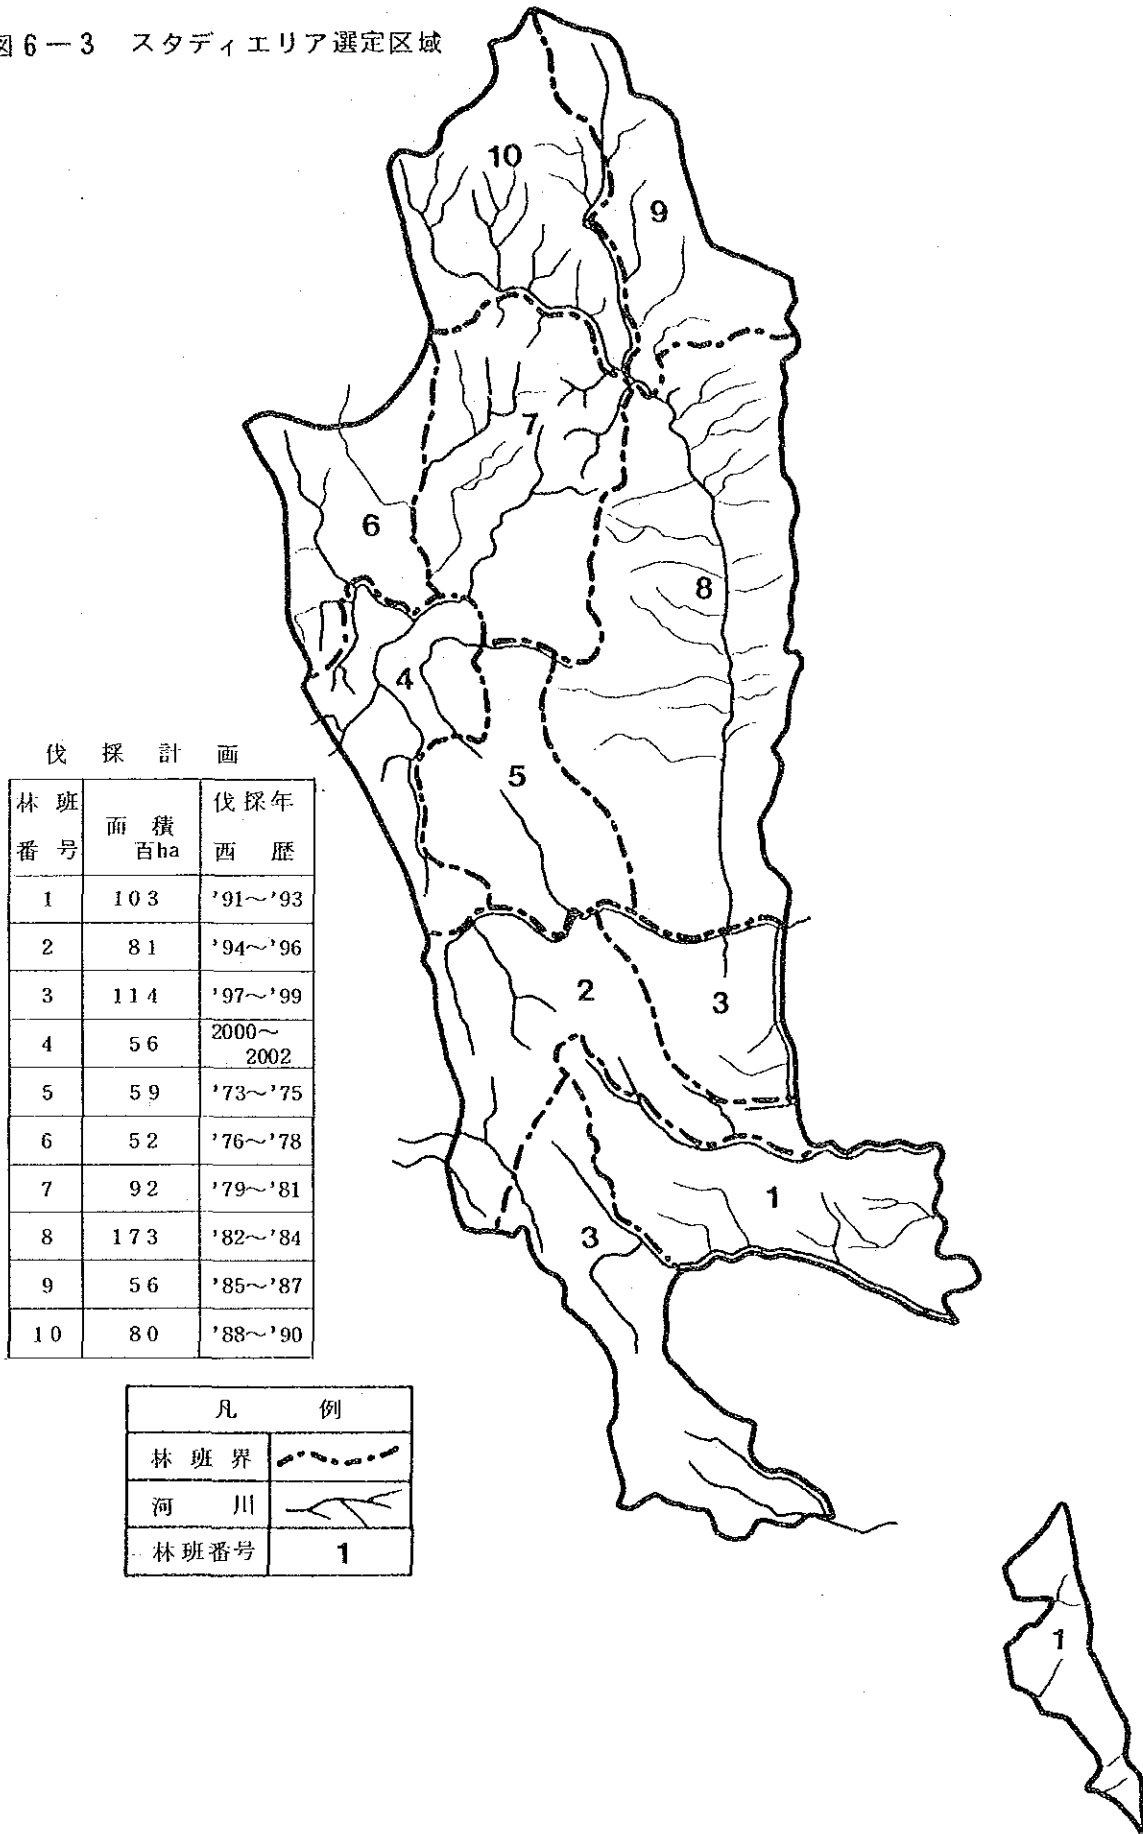 図6－3 スタディエリア選定区域
10
9
7
6
8
4
5
2
3
1
3
1
伐採計画
林班番号 面積百ha 伐採年西歴
1 103 '91～'93
2 81 '94～'96
3 114 '97～'99
4 56 2000～2002
5 59 '73～'75
6 52 '76～'78
7 92 '79～'81
8 173 '82～'84
9 56 '85～'87
10 80 '88～'90
凡例
林班界
河川
林班番号 1